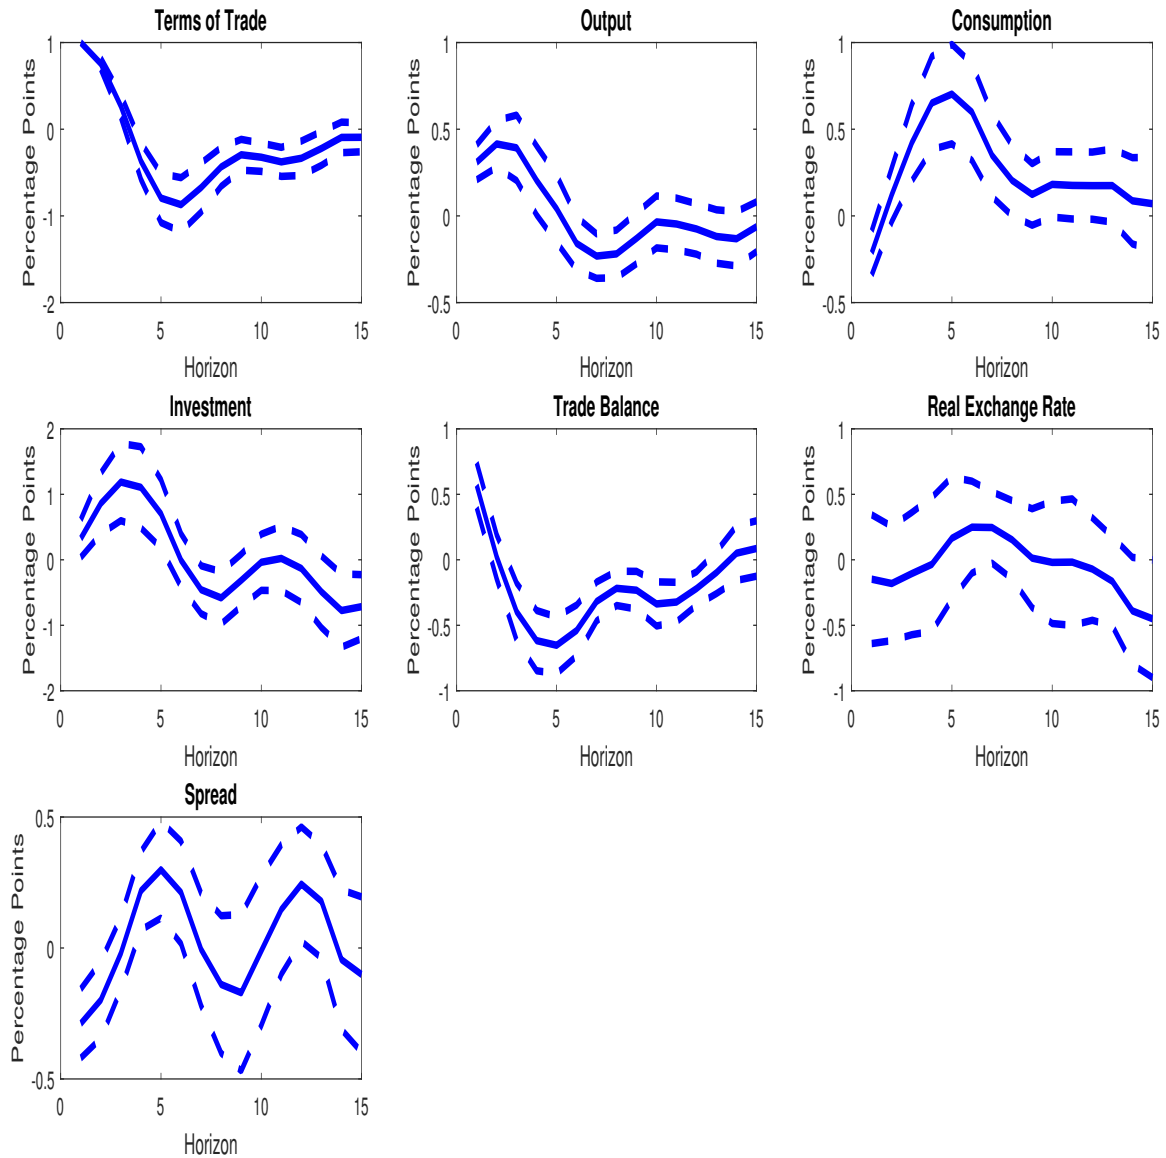 Terms of Trade
Percentage Points
1
0
-1
-2
0 5 10 15
Horizon
Output
Percentage Points
1
0.5
0
-0.5
0 5 10 15
Horizon
Consumption
Percentage Points
1
0.5
0
-0.5
0 5 10 15
Horizon
Investment
Percentage Points
2
1
0
-1
-2
0 5 10 15
Horizon
Trade Balance
Percentage Points
1
0.5
0
-0.5
-1
0 5 10 15
Horizon
Real Exchange Rate
Percentage Points
1
0.5
0
-0.5
-1
0 5 10 15
Horizon
Spread
Percentage Points
0.5
0
-0.5
0 5 10 15
Horizon